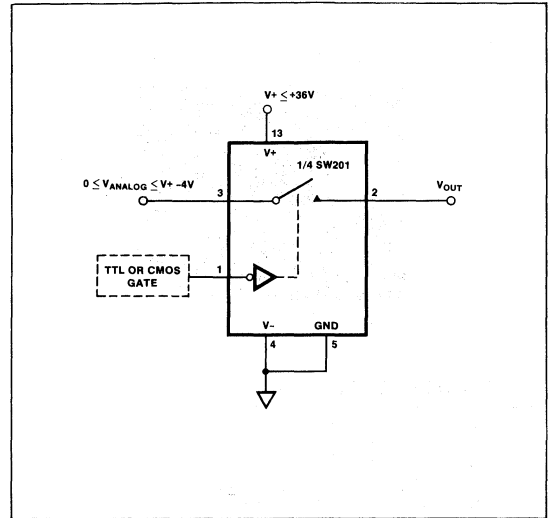 V+ ≤ +36V
13
V+
1/4 SW201
0 ≤ VANALOG ≤ V+ −4V
3
2
VOUT
TTL OR CMOS
GATE
1
V−
GND
4
5